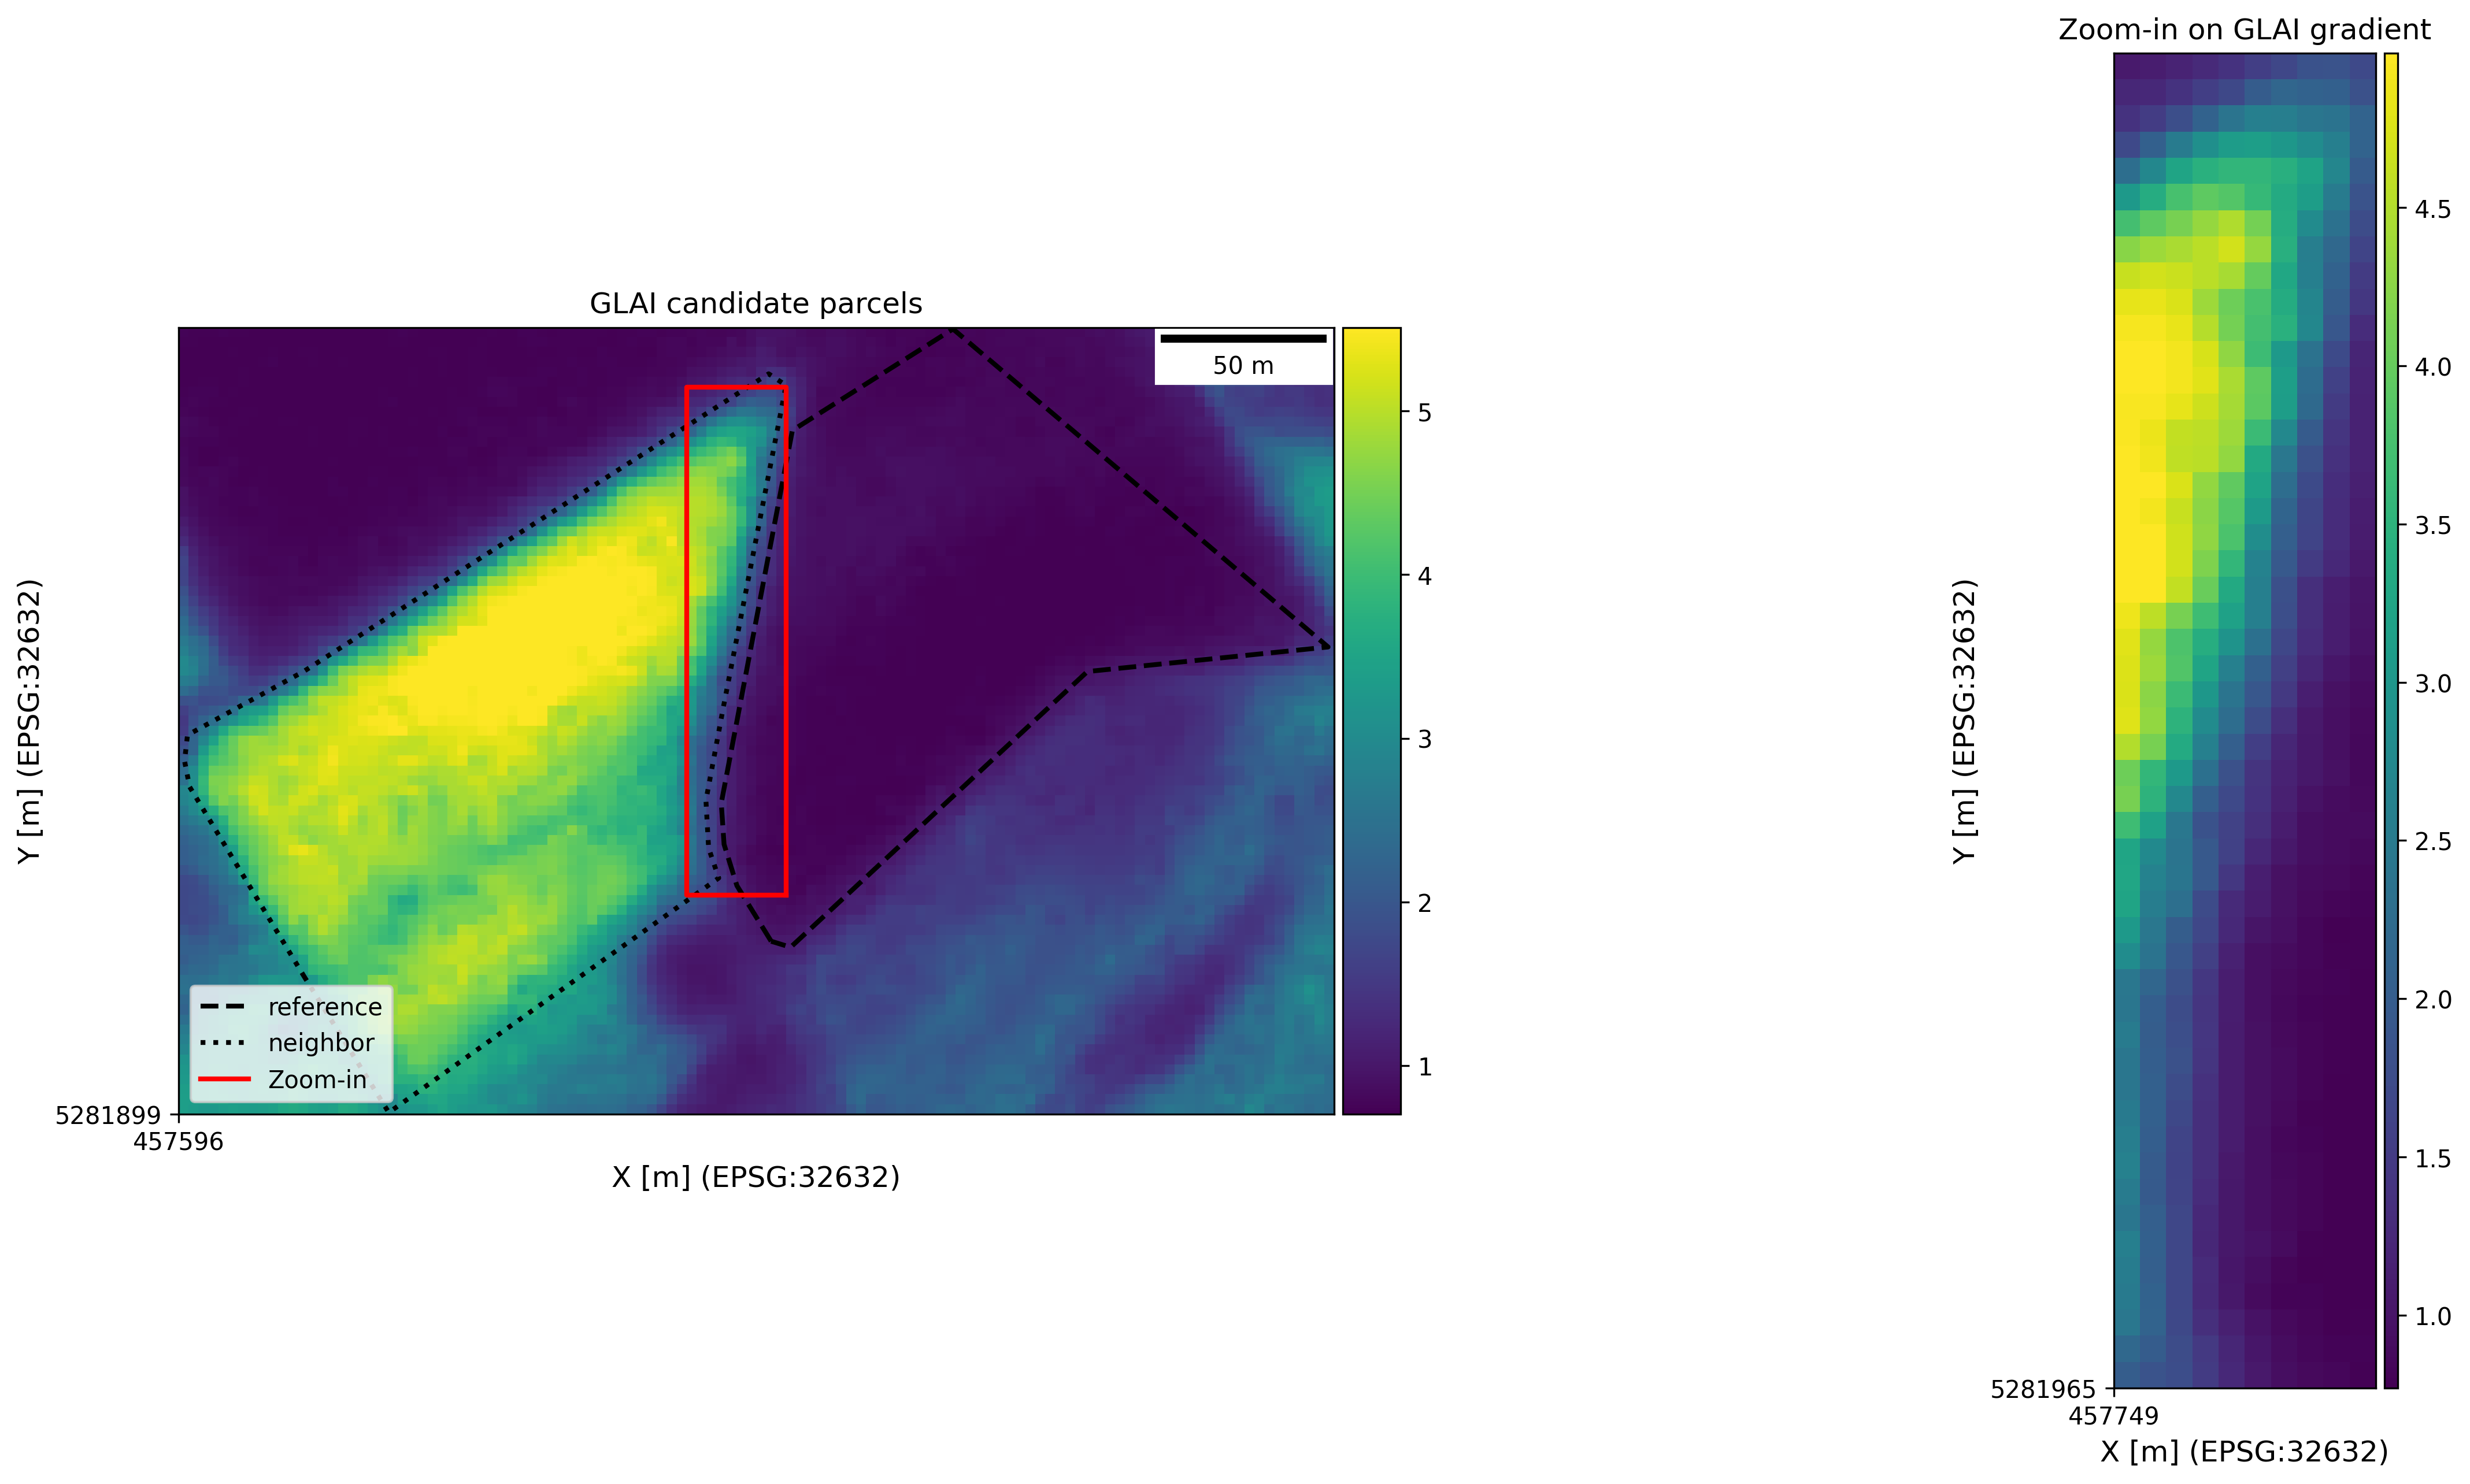 Zoom-in on GLAI gradient
GLAI candidate parcels
50 m
5
4
3
2
1
reference
neighbor
Zoom-in
5281899
457596
X [m] (EPSG:32632)
Y [m] (EPSG:32632)
4.5
4.0
3.5
3.0
2.5
2.0
1.5
1.0
Y [m] (EPSG:32632)
5281965
457749
X [m] (EPSG:32632)